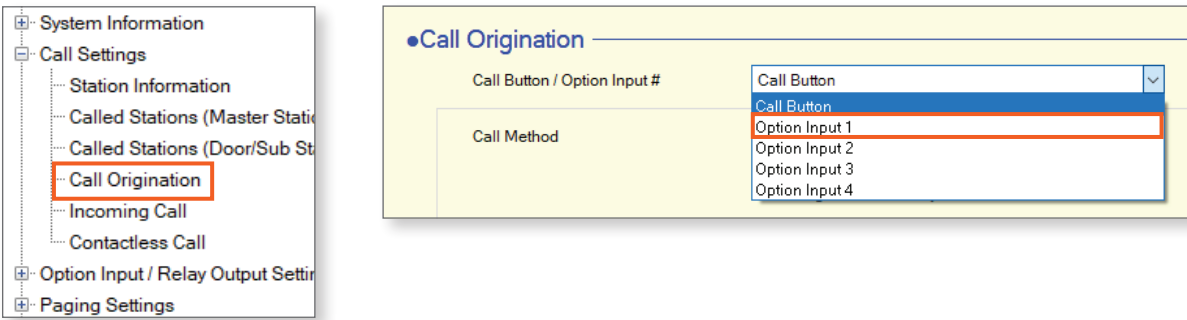 System Information
Call Settings
Station Information
Called Stations (Master Static
Called Stations (Door/Sub St
Call Origination
Incoming Call
Contactless Call
Option Input / Relay Output Settir
Paging Settings
•Call Origination
Call Button / Option Input # Call Button
Call Button
Call Method Option Input 1
Option Input 2
Option Input 3
Option Input 4